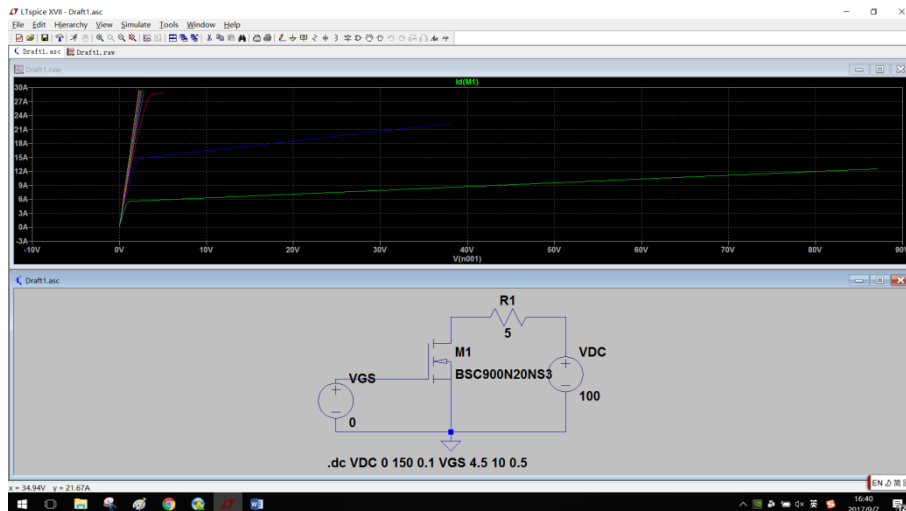 LTspice XVII - Draft1.asc
File Edit Hierarchy View Simulate Tools Window Help
Draft1.asc Draft1.raw
Draft1.raw
Id(M1)
30A
27A
24A
21A
18A
15A
12A
9A
6A
3A
0A
-3A
-10V 0V 10V 20V 30V 40V 50V 60V 70V 80V 90V
V(n001)
Draft1.asc
R1
5
M1
BSC900N20NS3
VDC
100
VGS
0
.dc VDC 0 150 0.1 VGS 4.5 10 0.5
x = 34.94V y = 21.67A
EN 简
英
16:40
2017/9/7